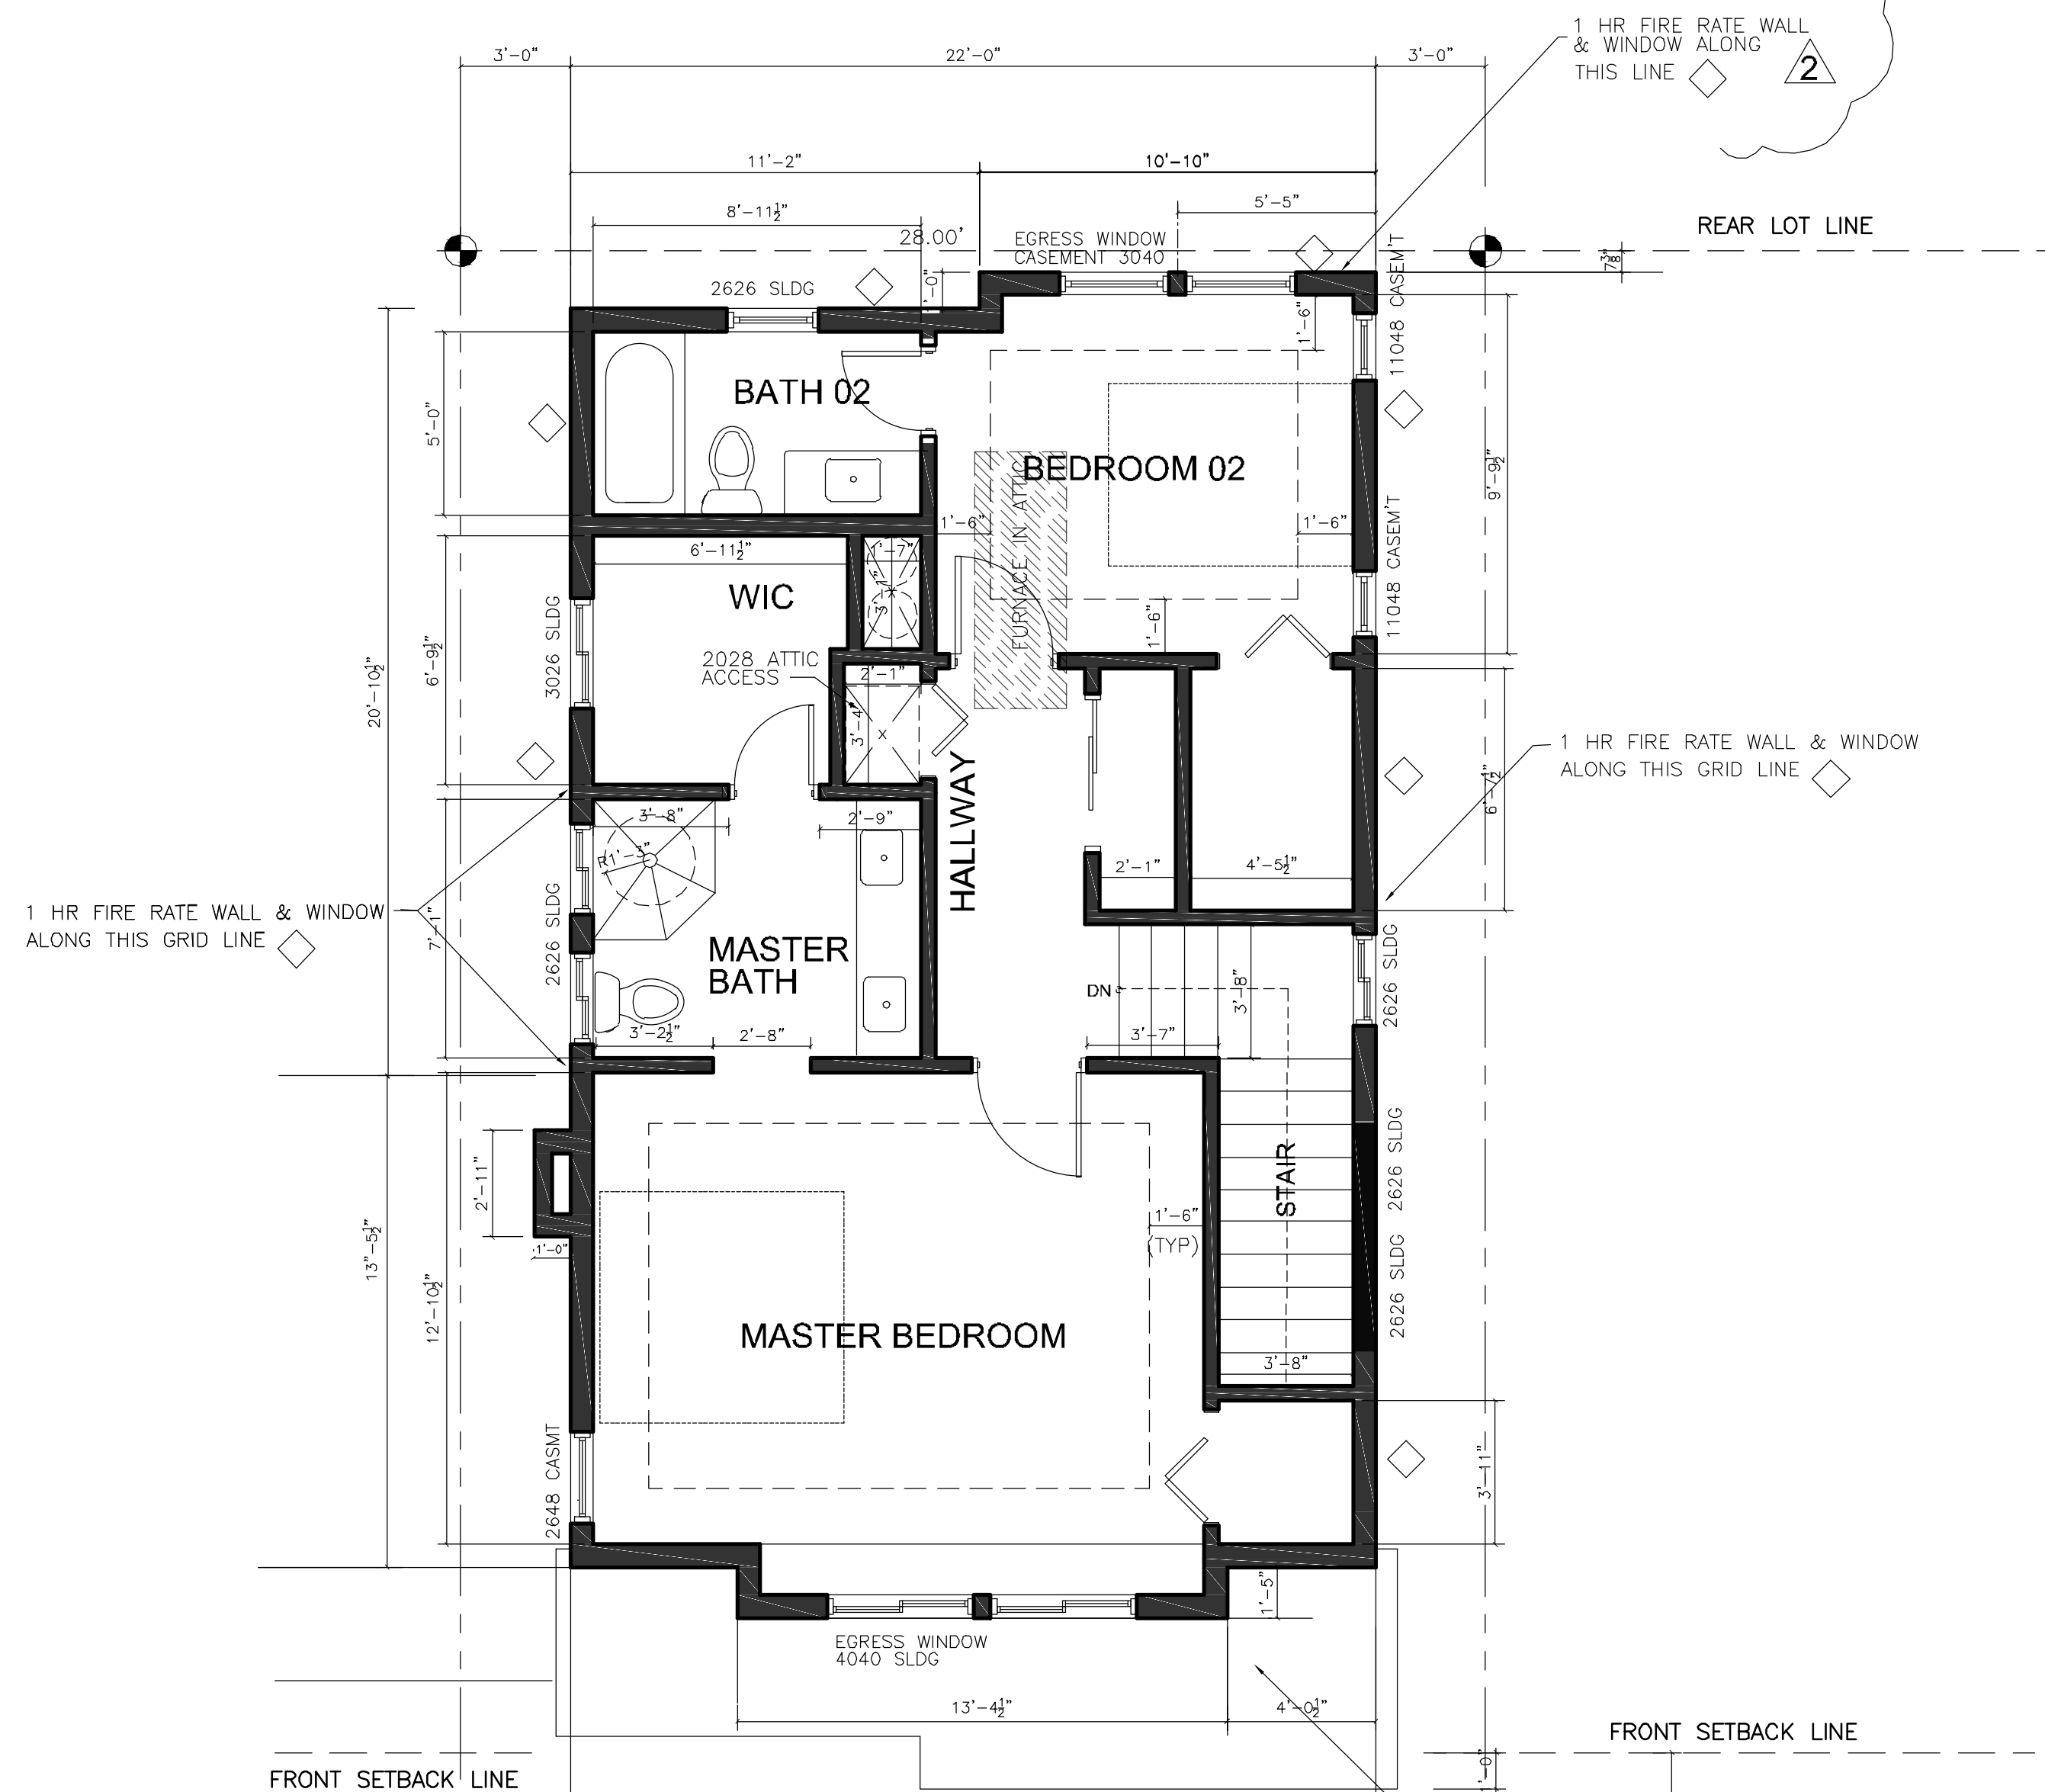 1 HR FIRE RATE WALL
& WINDOW ALONG
THIS LINE
2
3'-0"
22'-0"
3'-0"
11'-2"
10'-10"
8'-11½"
5'-5"
28.00'
REAR LOT LINE
EGRESS WINDOW
CASEMENT 3040
2626 SLDG
11048 CASEM'T
1'-6"
BATH 02
5'-0"
BEDROOM 02
9'-9½"
FURNACE IN ATTIC
1'-6"
1'-6"
11048 CASEM'T
6'-11½"
1'-7"
3'-1"
WIC
3026 SLDG
6'-9½"
20'-10½"
1'-6"
2028 ATTIC
ACCESS
2'-1"
3'-4"
HALLWAY
1 HR FIRE RATE WALL & WINDOW
ALONG THIS GRID LINE
6'-7½"
3'-8"
2'-9"
R1'-3"
2'-1"
4'-5½"
1 HR FIRE RATE WALL & WINDOW
ALONG THIS GRID LINE
7'-1"
2626 SLDG
MASTER
BATH
DN
3'-8"
2626 SLDG
3'-2½"
2'-8"
3'-7"
2'-11"
1'-0"
13"-5½"
12'-10½"
1'-6"
(TYP)
STAIR
2626 SLDG
2626 SLDG
MASTER BEDROOM
3'-8"
2648 CASMT
3'-11"
1'-5"
EGRESS WINDOW
4040 SLDG
13'-4½"
4'-0½"
FRONT SETBACK LINE
FRONT SETBACK LINE